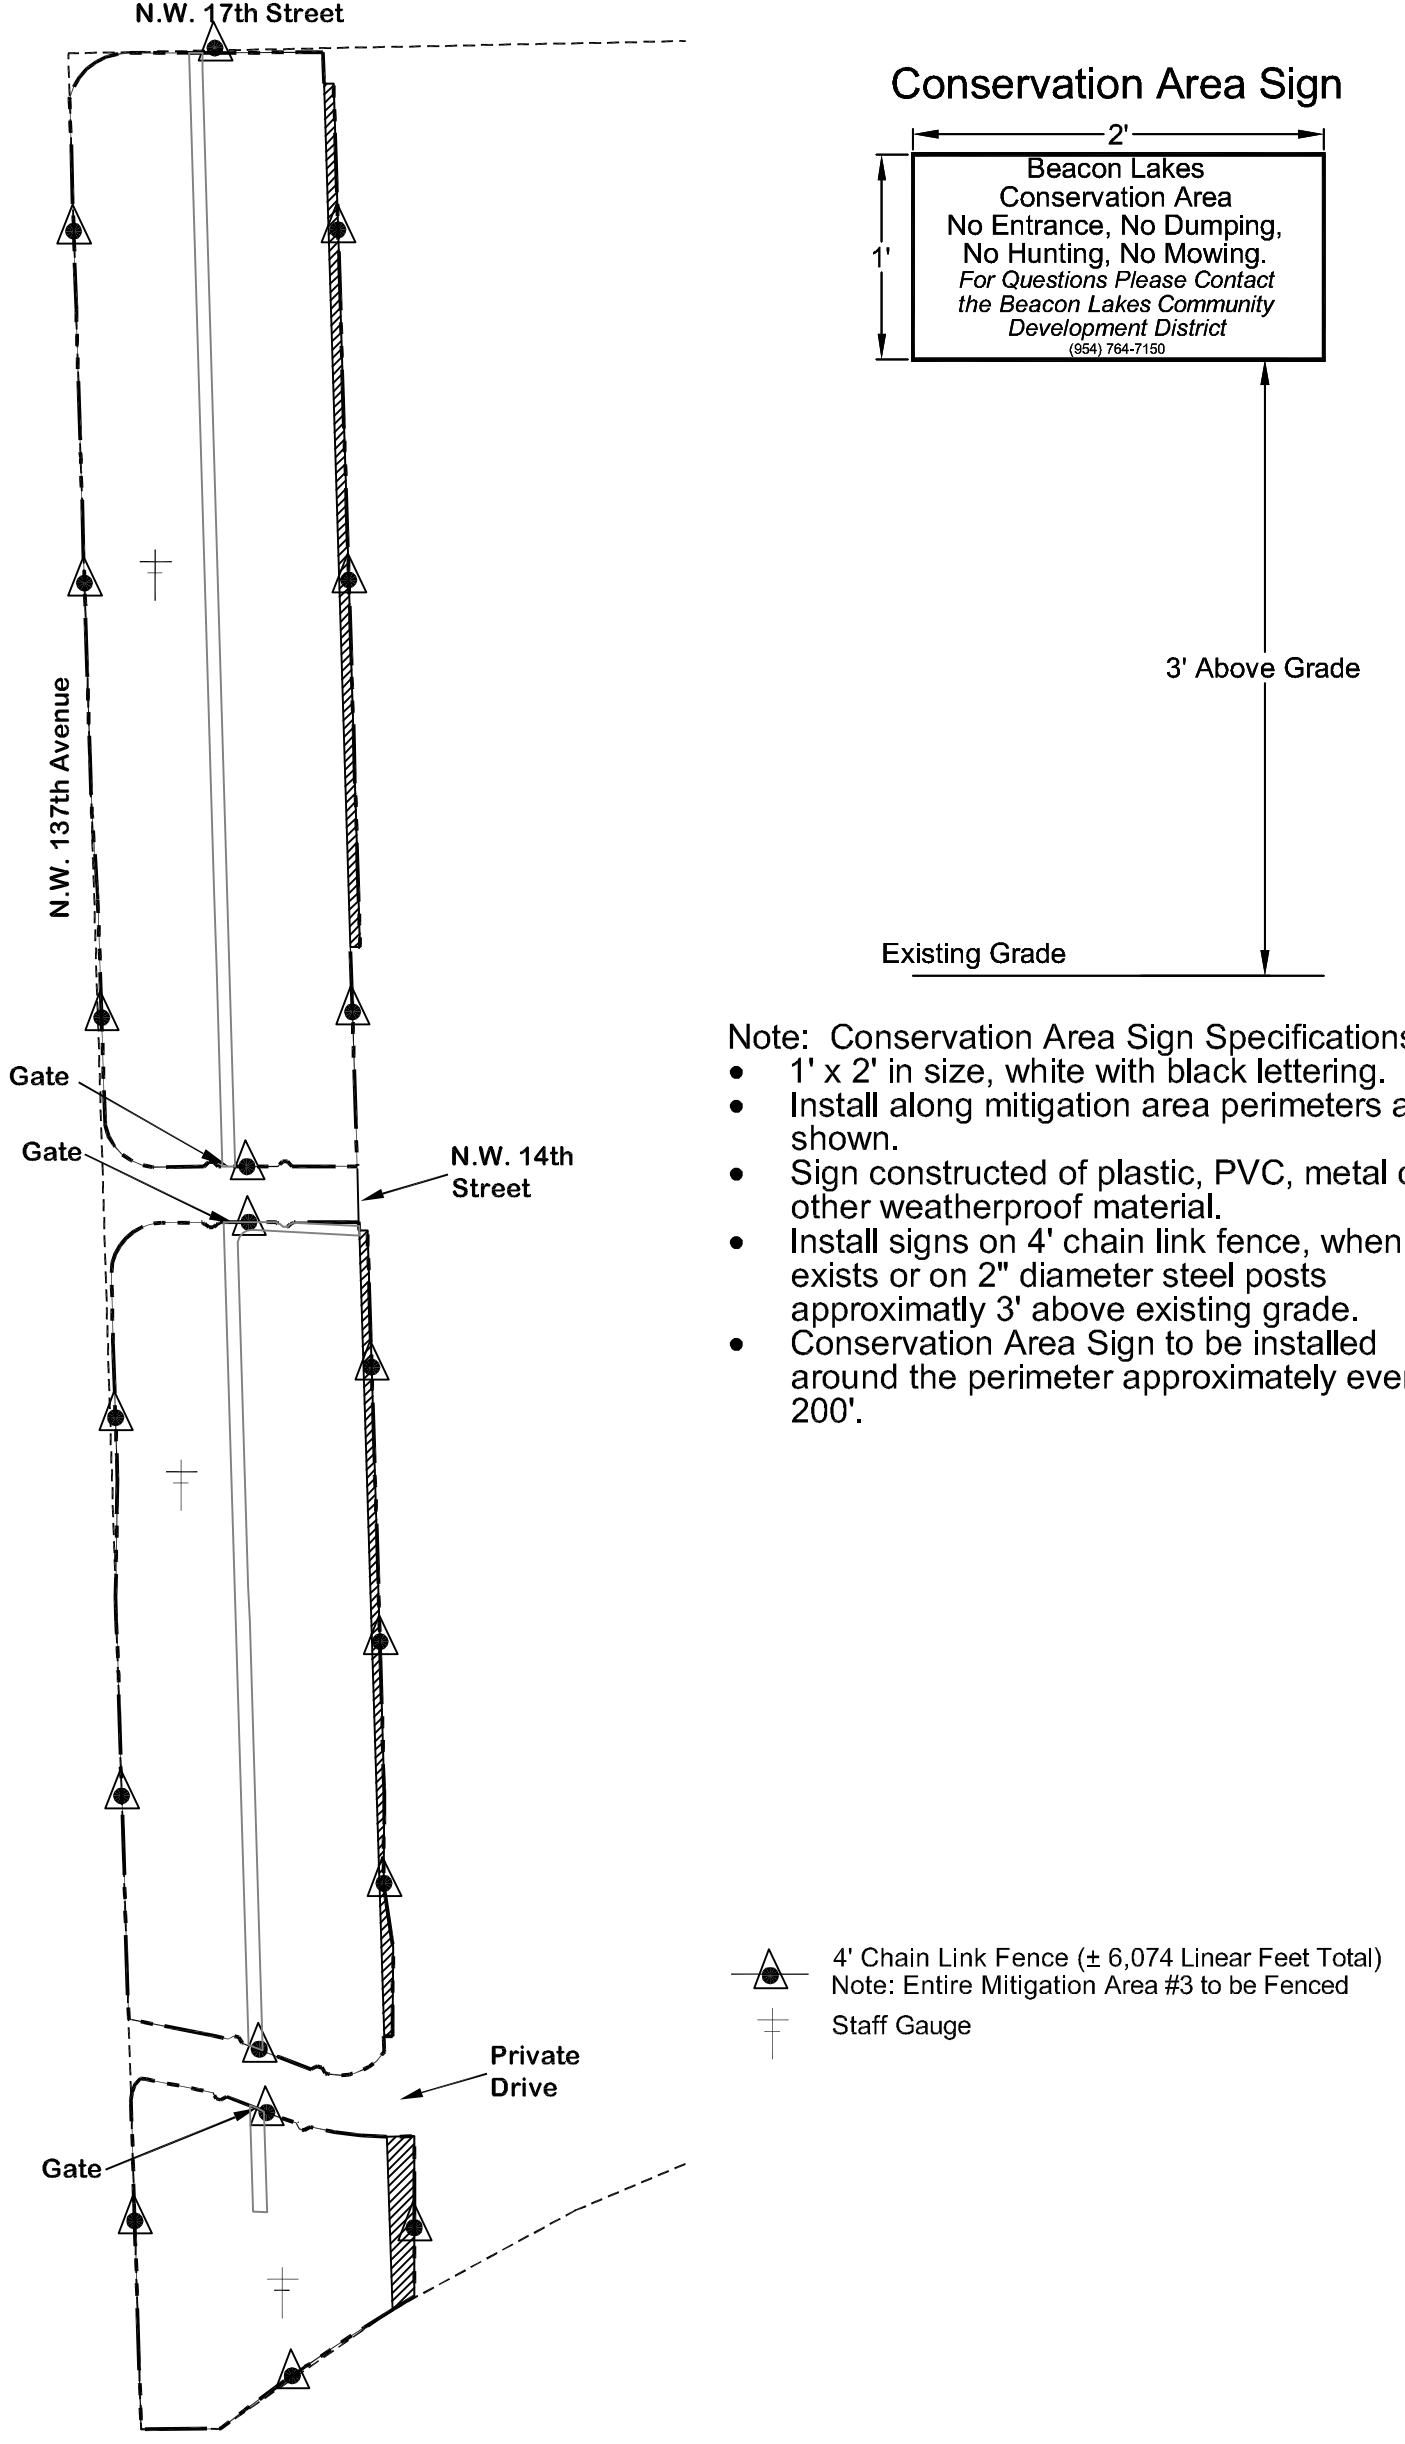 N.W. 17th Street
Conservation Area Sign
2'
1'
Beacon Lakes
Conservation Area
No Entrance, No Dumping,
No Hunting, No Mowing.
For Questions Please Contact
the Beacon Lakes Community
Development District
(954) 764-7150
3' Above Grade
Existing Grade
N.W. 137th Avenue
Gate
Gate
N.W. 14th
Street
Note: Conservation Area Sign Specifications
• 1' x 2' in size, white with black lettering.
• Install along mitigation area perimeters a
shown.
• Sign constructed of plastic, PVC, metal o
other weatherproof material.
• Install signs on 4' chain link fence, when
exists or on 2" diameter steel posts
approximatly 3' above existing grade.
• Conservation Area Sign to be installed
around the perimeter approximately eve
200'.
4' Chain Link Fence (± 6,074 Linear Feet Total)
Note: Entire Mitigation Area #3 to be Fenced
Staff Gauge
Private
Drive
Gate